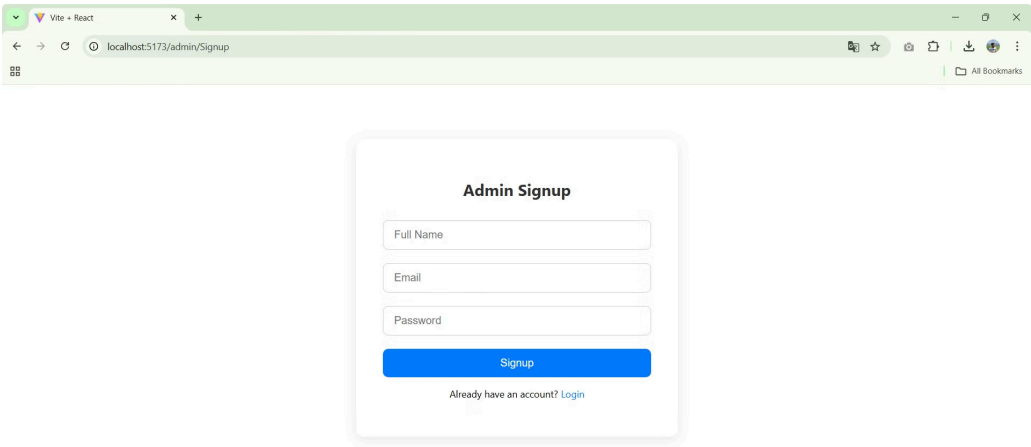 Vite + React
localhost:5173/admin/Signup
All Bookmarks
Admin Signup
Full Name
Email
Password
Signup
Already have an account? Login